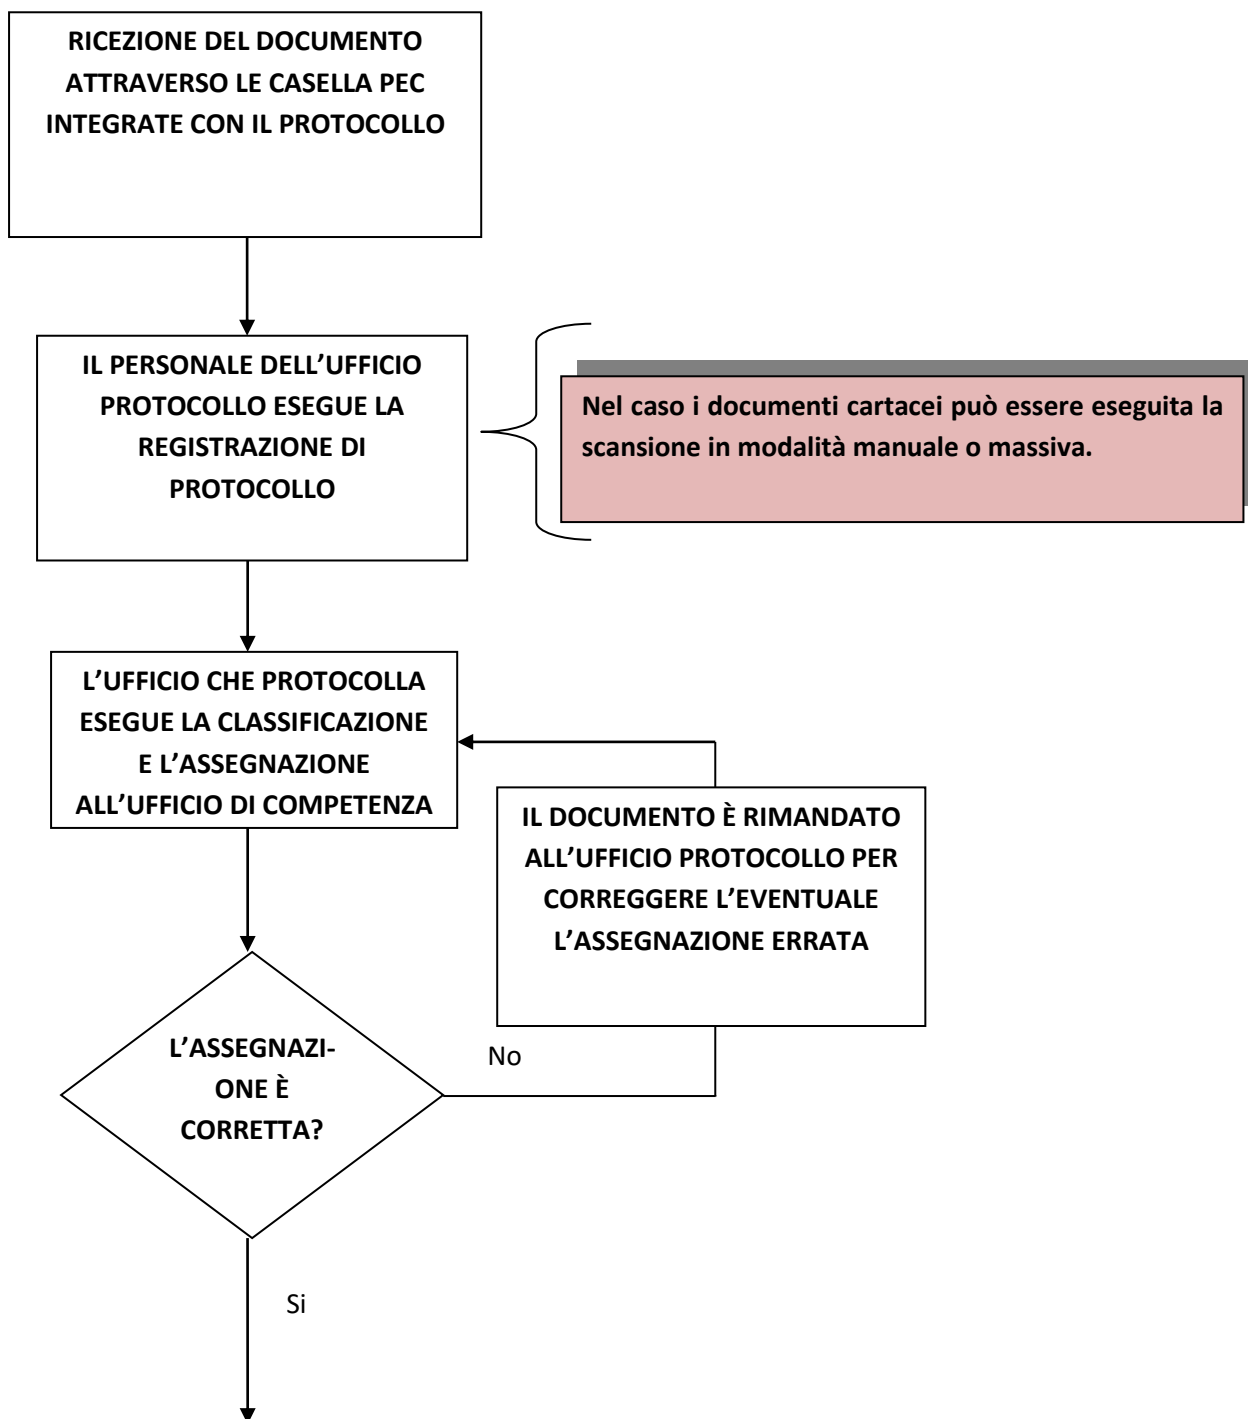 RICEZIONE DEL DOCUMENTO
ATTRAVERSO LE CASELLA PEC
INTEGRATE CON IL PROTOCOLLO
IL PERSONALE DELL’UFFICIO
PROTOCOLLO ESEGUE LA
REGISTRAZIONE DI
PROTOCOLLO
Nel caso i documenti cartacei può essere eseguita la
scansione in modalità manuale o massiva.
L’UFFICIO CHE PROTOCOLLA
ESEGUE LA CLASSIFICAZIONE
E L’ASSEGNAZIONE
ALL’UFFICIO DI COMPETENZA
IL DOCUMENTO È RIMANDATO
ALL’UFFICIO PROTOCOLLO PER
CORREGGERE L’EVENTUALE
L’ASSEGNAZIONE ERRATA
L’ASSEGNAZI-
ONE È
CORRETTA?
No
Si